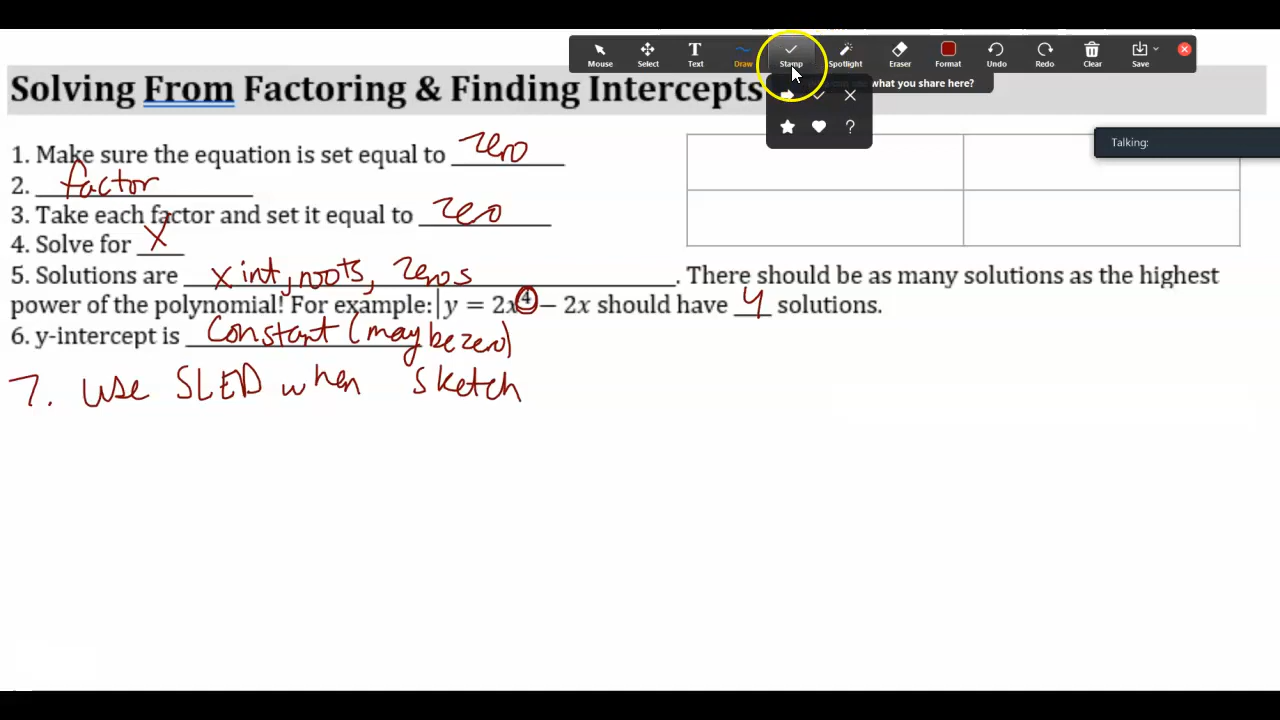 Mouse Select Text Draw Stamp Spotlight Eraser Format Undo Redo Clear Save
what you share here?
Talking:
Solving From Factoring & Finding Intercepts
1. Make sure the equation is set equal to zero
2. factor
3. Take each factor and set it equal to zero
4. Solve for x
5. Solutions are x int, roots, zeros. There should be as many solutions as the highest
power of the polynomial! For example: y = 2x⁴ − 2x should have 4 solutions.
6. y-intercept is constant (may be zero)
7. Use SLED when sketch